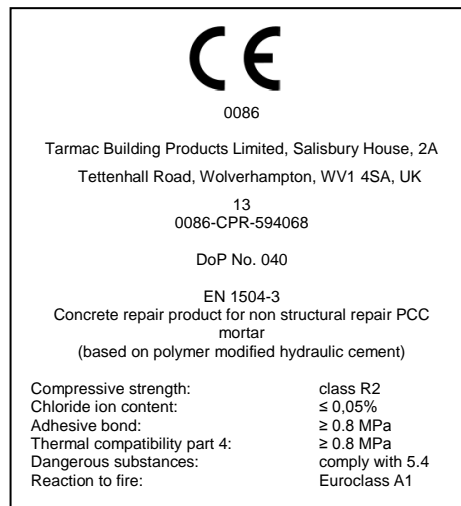 CE
0086
Tarmac Building Products Limited, Salisbury House, 2A
Tettenhall Road, Wolverhampton, WV1 4SA, UK
13
0086-CPR-594068
DoP No. 040
EN 1504-3
Concrete repair product for non structural repair PCC
mortar
(based on polymer modified hydraulic cement)
Compressive strength: class R2
Chloride ion content: ≤ 0,05%
Adhesive bond: ≥ 0.8 MPa
Thermal compatibility part 4: ≥ 0.8 MPa
Dangerous substances: comply with 5.4
Reaction to fire: Euroclass A1